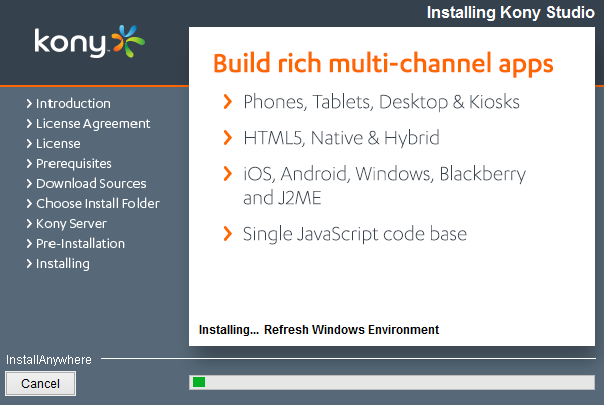 Installing Kony Studio
kony
Introduction
License Agreement
License
Prerequisites
Download Sources
Choose Install Folder
Kony Server
Pre-Installation
Installing
Build rich multi-channel apps
Phones, Tablets, Desktop & Kiosks
HTML5, Native & Hybrid
iOS, Android, Windows, Blackberry
and J2ME
Single JavaScript code base
Installing... Refresh Windows Environment
InstallAnywhere
Cancel